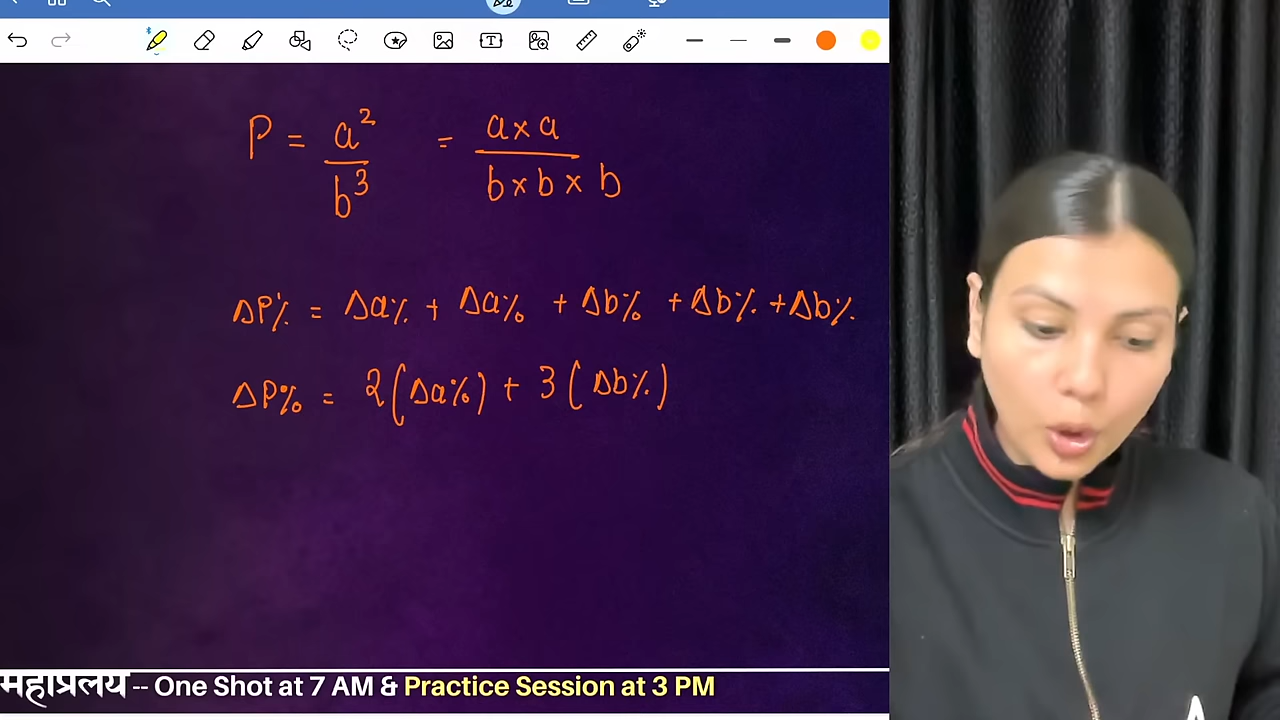 P = a²/b³ = a × a / b × b × b
ΔP% = Δa% + Δa% + Δb% + Δb% + Δb%
ΔP% = 2(Δa%) + 3(Δb%)
महाप्रलय -- One Shot at 7 AM & Practice Session at 3 PM